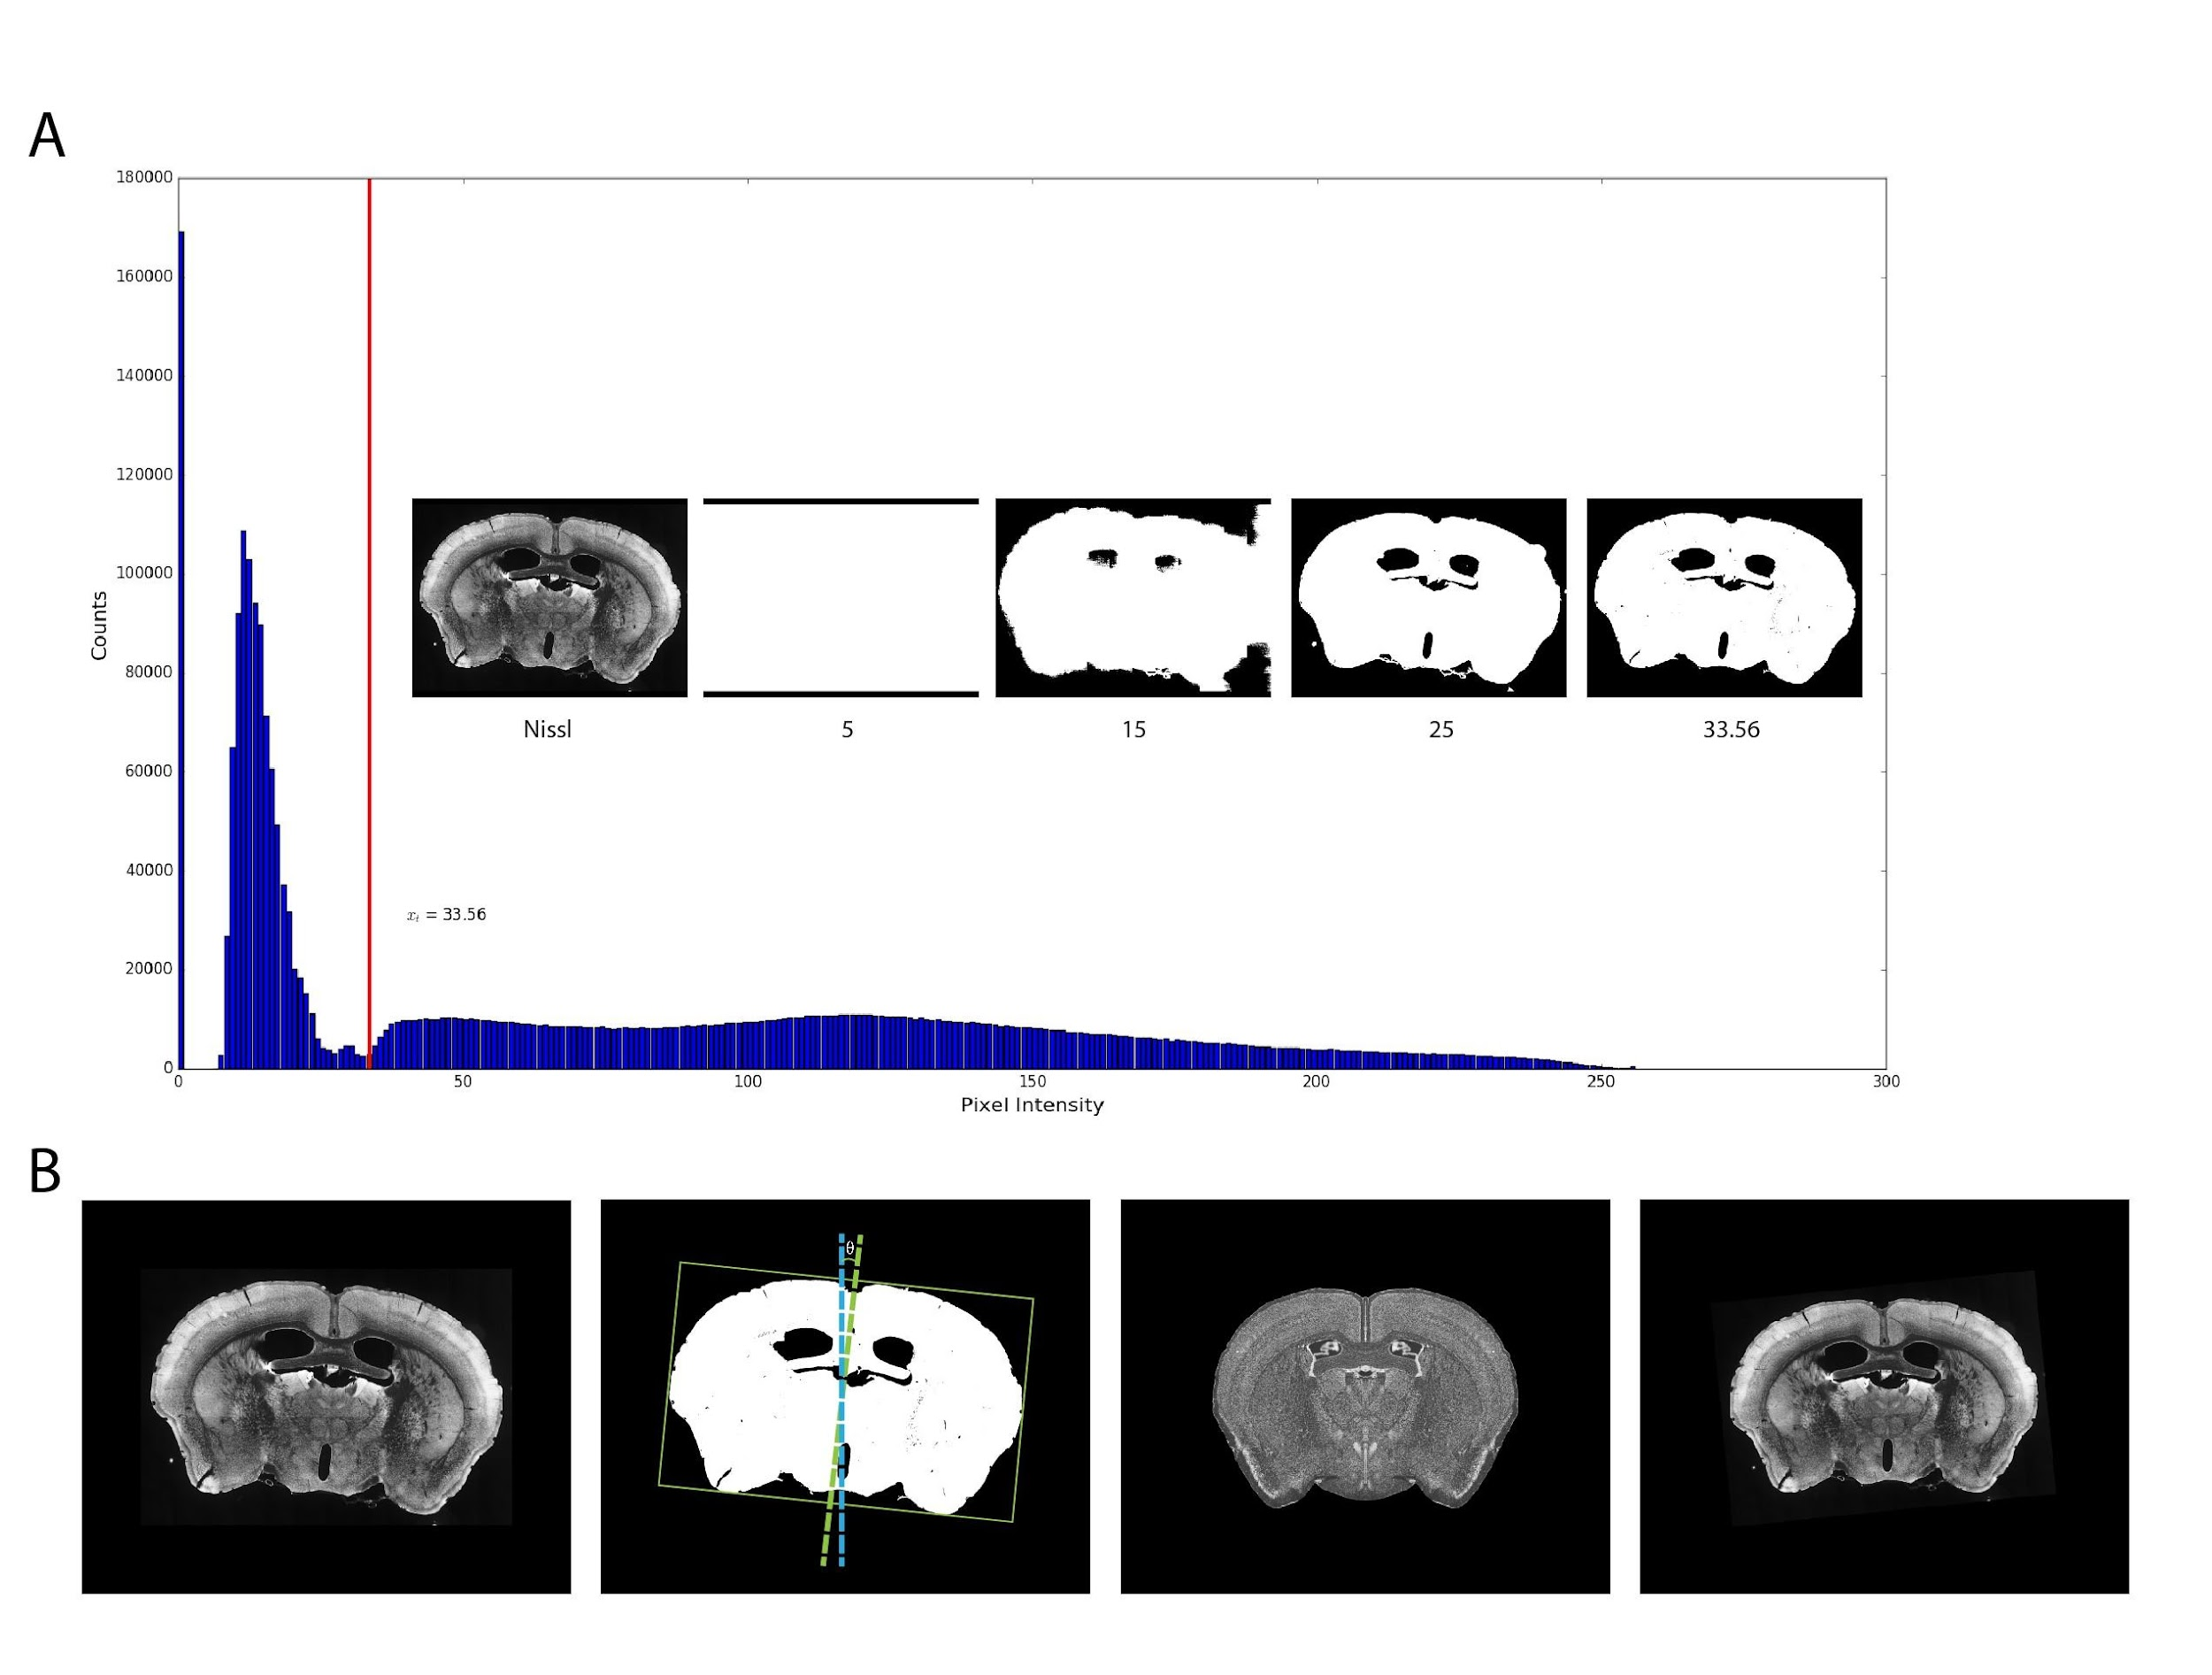 A
180000
160000
140000
120000
100000
80000
60000
40000
20000
0
Counts
Nissl 5 15 25 33.56
xₜ = 33.56
0 50 100 150 200 250 300
Pixel Intensity
B
θ